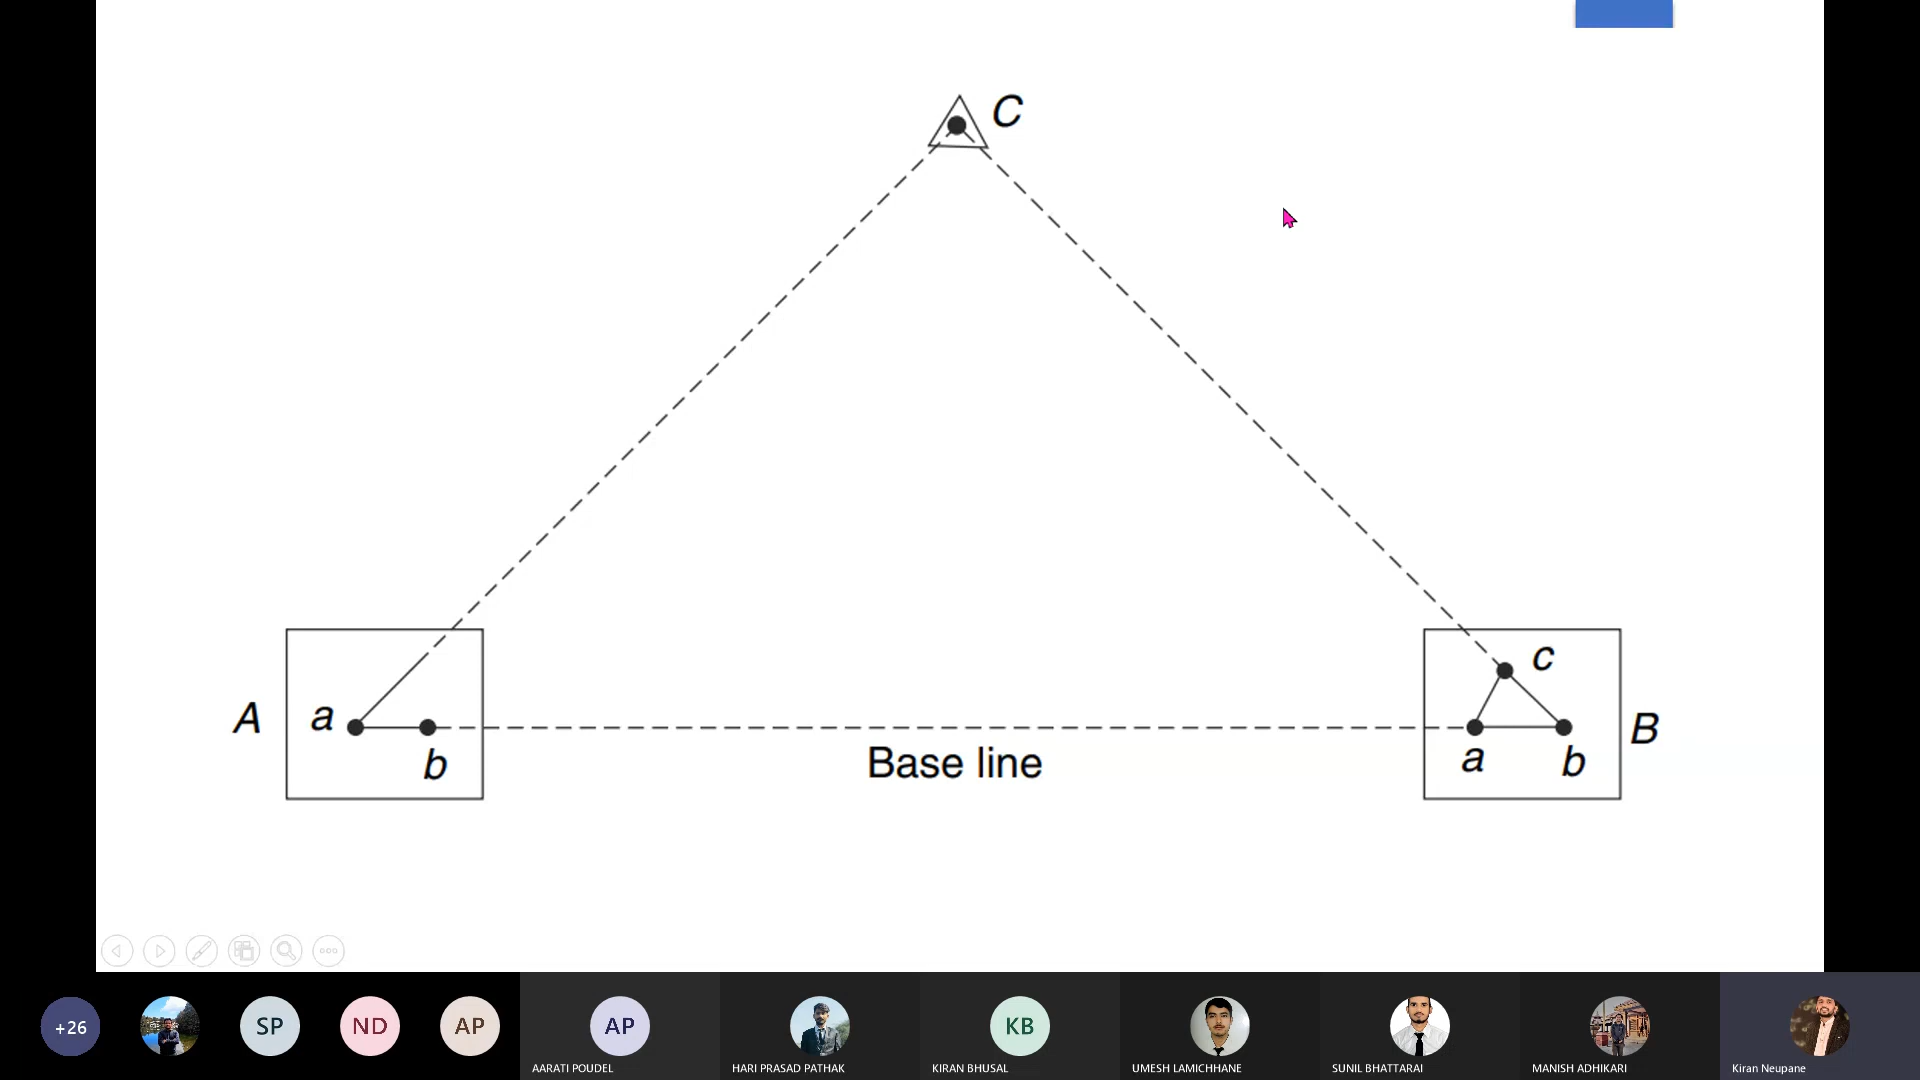 C
A
a
b
Base line
c
a
b
B
+26
SP
ND
AP
AP
KB
AARATI POUDEL
HARI PRASAD PATHAK
KIRAN BHUSAL
UMESH LAMICHHANE
SUNIL BHATTARAI
MANISH ADHIKARI
Kiran Neupane